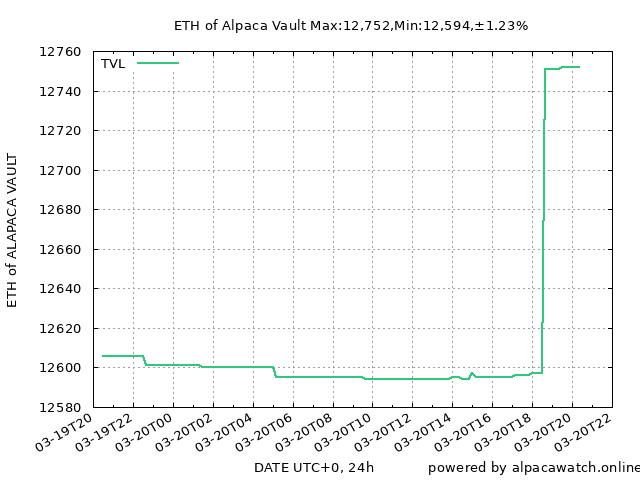 ETH of Alpaca Vault Max:12,752,Min:12,594,±1.23%
TVL
12760
12740
12720
12700
12680
12660
12640
12620
12600
12580
ETH of ALAPACA VAULT
03-19T20
03-19T22
03-20T00
03-20T02
03-20T04
03-20T06
03-20T08
03-20T10
03-20T12
03-20T14
03-20T16
03-20T18
03-20T20
03-20T22
DATE UTC+0, 24h
powered by alpacawatch.online